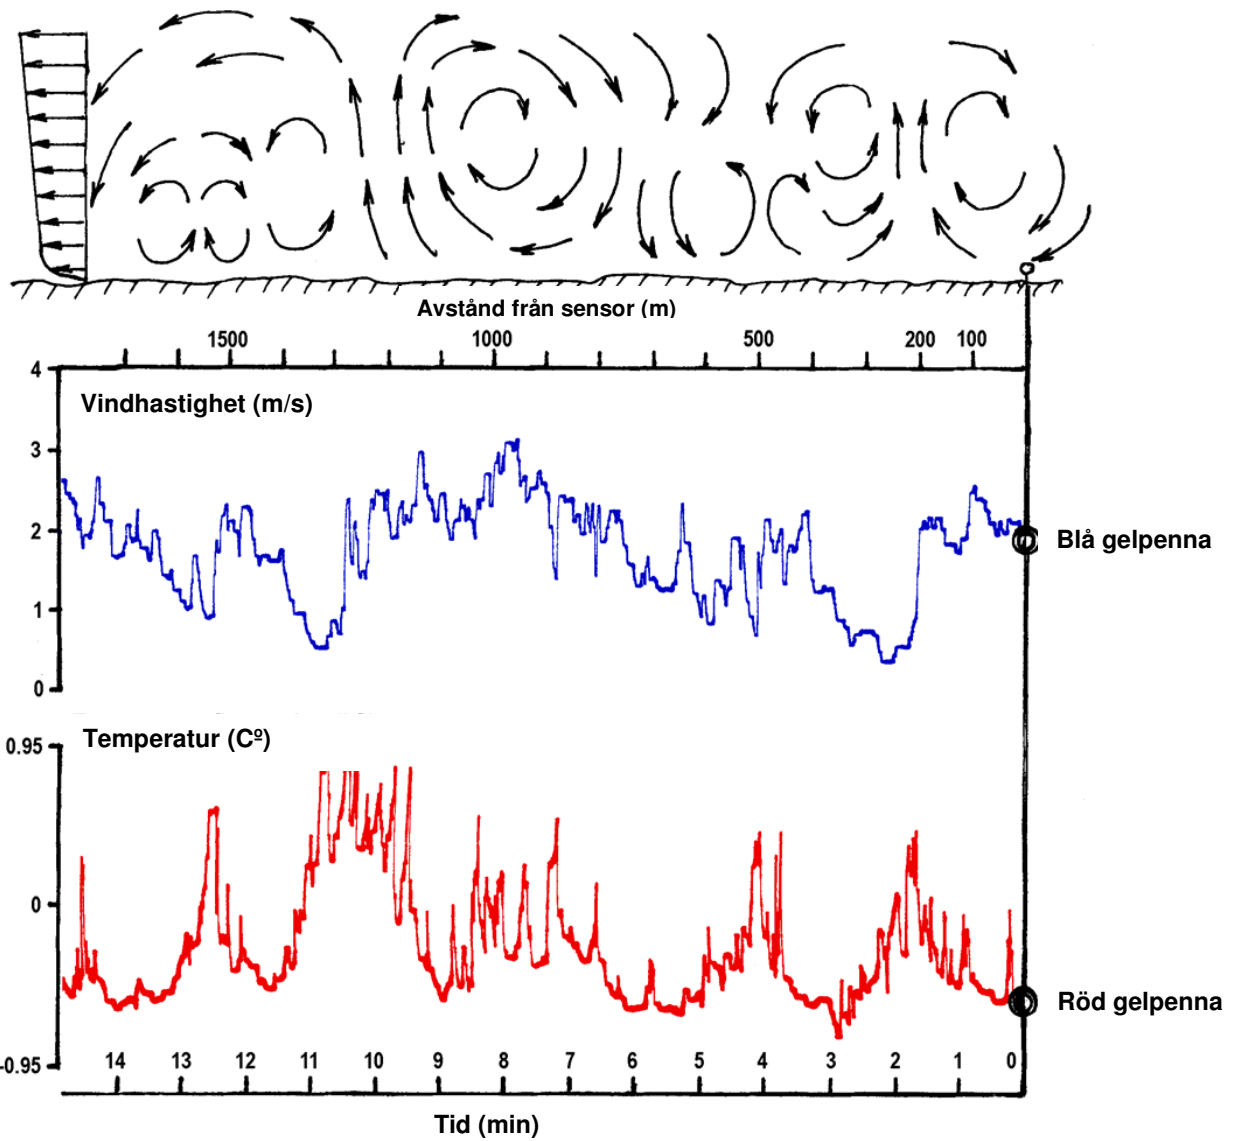 Avstånd från sensor (m)
1500 1000 500 200 100
4
Vindhastighet (m/s)
3
2
Blå gelpenna
1
0
Temperatur (Cº)
0.95
0
Röd gelpenna
-0.95
14 13 12 11 10 9 8 7 6 5 4 3 2 1 0
Tid (min)